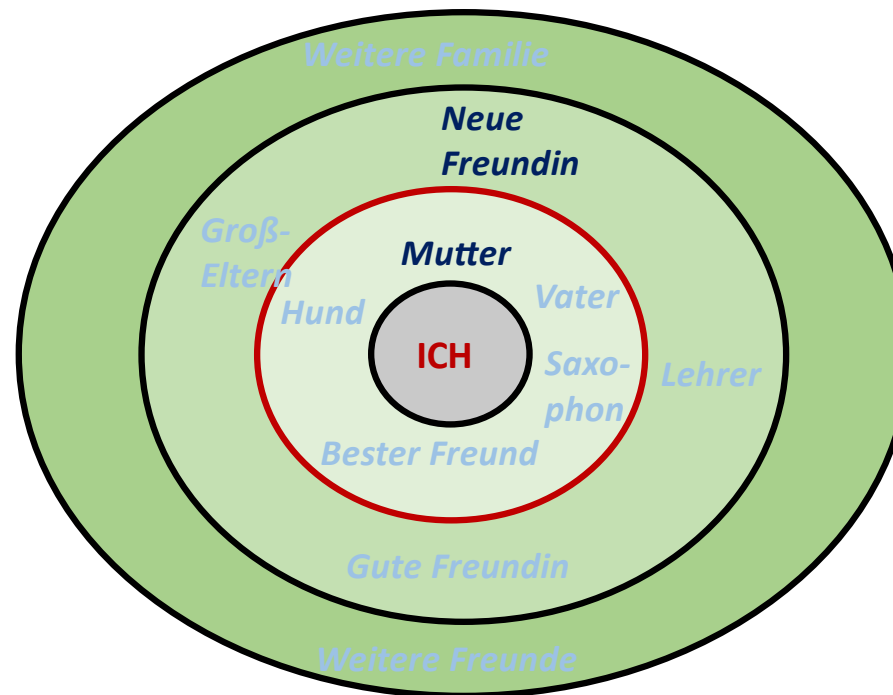 Weitere Familie
Neue
Freundin
Groß-
Eltern
Mutter
Hund
Vater
ICH
Saxo-
phon
Lehrer
Bester Freund
Gute Freundin
Weitere Freunde